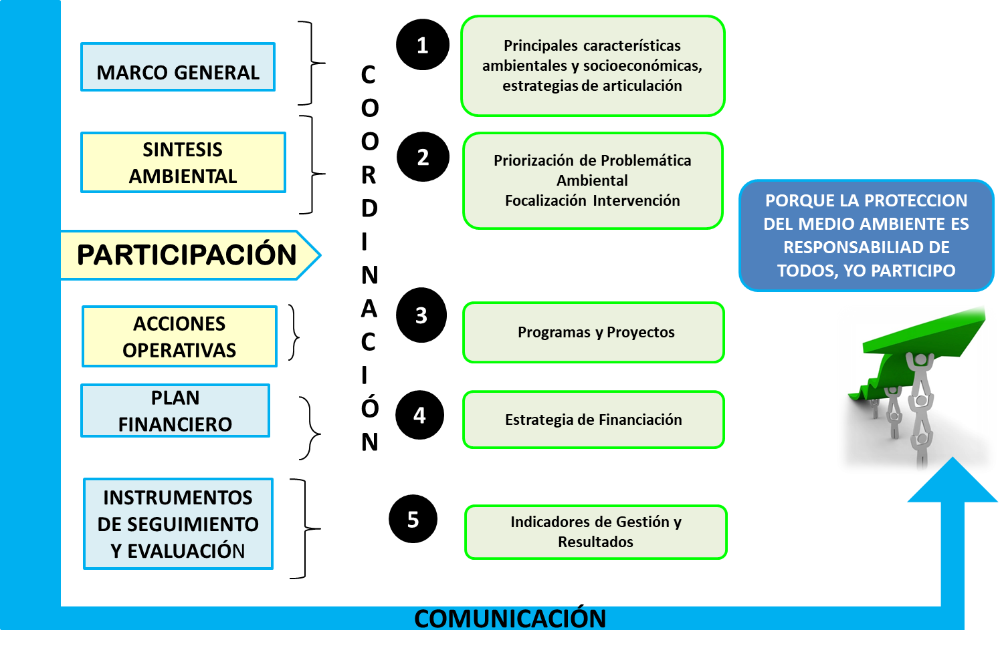 MARCO GENERAL
SINTESIS
AMBIENTAL
PARTICIPACIÓN
ACCIONES
OPERATIVAS
PLAN
FINANCIERO
INSTRUMENTOS
DE SEGUIMIENTO
Y EVALUACIÓN
COORDINACIÓN
1
Principales características
ambientales y socioeconómicas,
estrategias de articulación
2
Priorización de Problemática
Ambiental
Focalización Intervención
3
Programas y Proyectos
4
Estrategia de Financiación
5
Indicadores de Gestión y
Resultados
PORQUE LA PROTECCION
DEL MEDIO AMBIENTE ES
RESPONSABILIAD DE
TODOS, YO PARTICIPO
COMUNICACIÓN